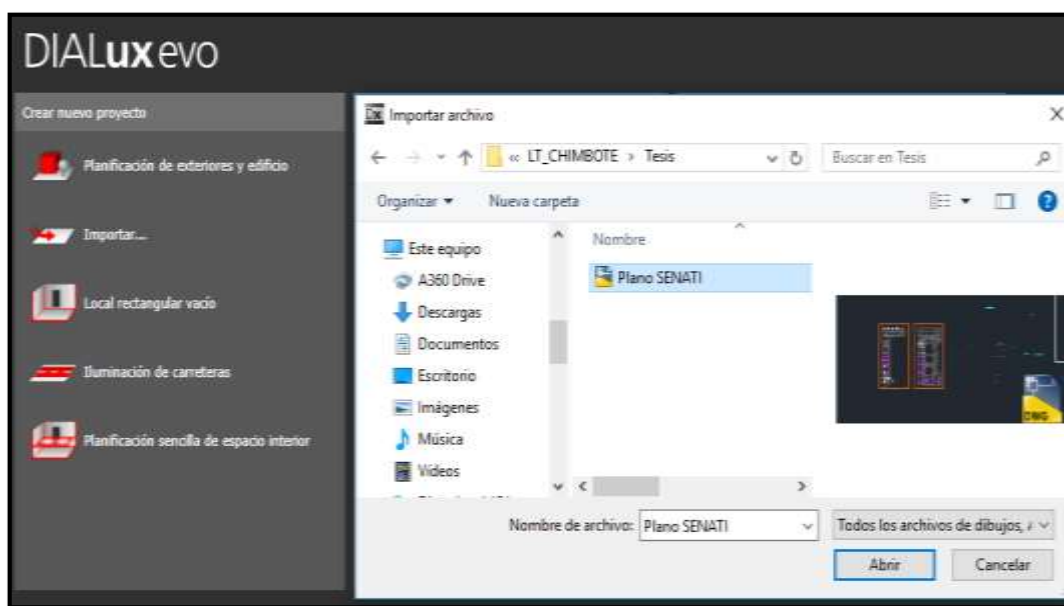 DIALux evo
Crear nuevo proyecto
Planificación de exteriores y edificio
Importar...
Local rectangular vacío
Iluminación de carreteras
Planificación sencilla de espacio interior
Importar archivo
« LT_CHIMBOTE > Tesis
Buscar en Tesis
Organizar
Nueva carpeta
Este equipo
A360 Drive
Descargas
Documentos
Escritorio
Imágenes
Música
Vídeos
Nombre
Plano SENATI
DWG
Nombre de archivo: Plano SENATI
Todos los archivos de dibujos,
Abrir
Cancelar